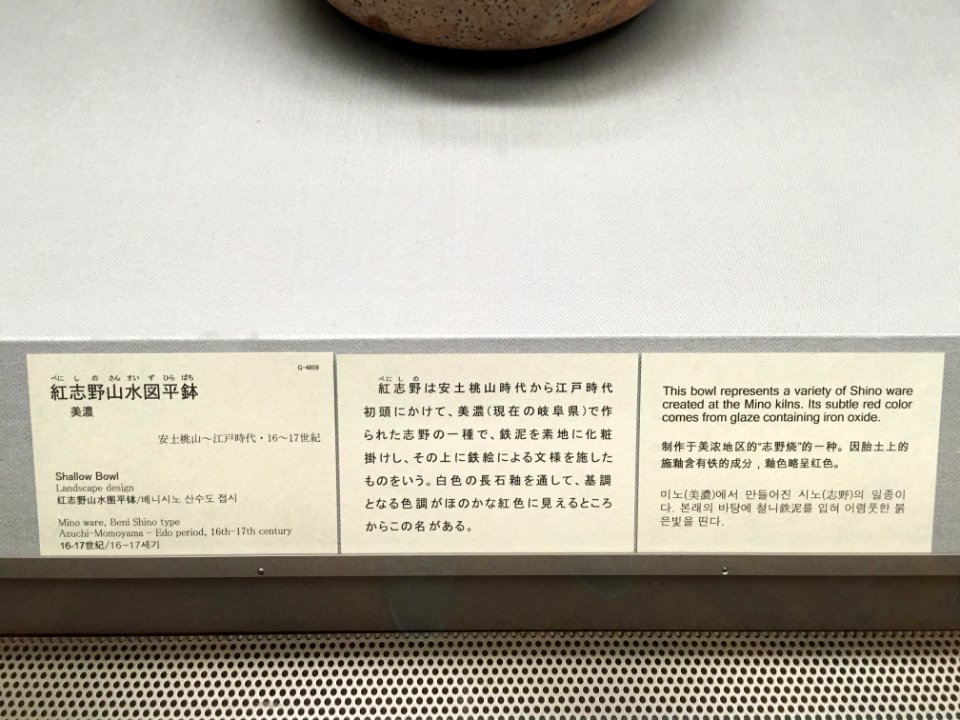 G-4859
べに し の さん すい ず ひら ばち
紅志野山水図平鉢
美濃
安土桃山～江戸時代・16～17世紀
Shallow Bowl
Landscape design
红志野山水图平钵/베니시노 산수도 접시
Mino ware, Beni Shino type
Azuchi-Momoyama – Edo period, 16th-17th century
16-17世纪/16～17세기
べに し の
紅志野は安土桃山時代から江戸時代
初頭にかけて、美濃(現在の岐阜県)で作
られた志野の一種で、鉄泥を素地に化粧
掛けし、その上に鉄絵による文様を施した
ものをいう。白色の長石釉を通して、基調
となる色調がほのかな紅色に見えるところ
からこの名がある。
This bowl represents a variety of Shino ware
created at the Mino kilns. Its subtle red color
comes from glaze containing iron oxide.
制作于美浓地区的“志野烧”的一种。因胎土上的
施釉含有铁的成分，釉色略呈红色。
미노(美濃)에서 만들어진 시노(志野)의 일종이
다. 본래의 바탕에 철니鉄泥를 입혀 어렴풋한 붉
은빛을 띤다.